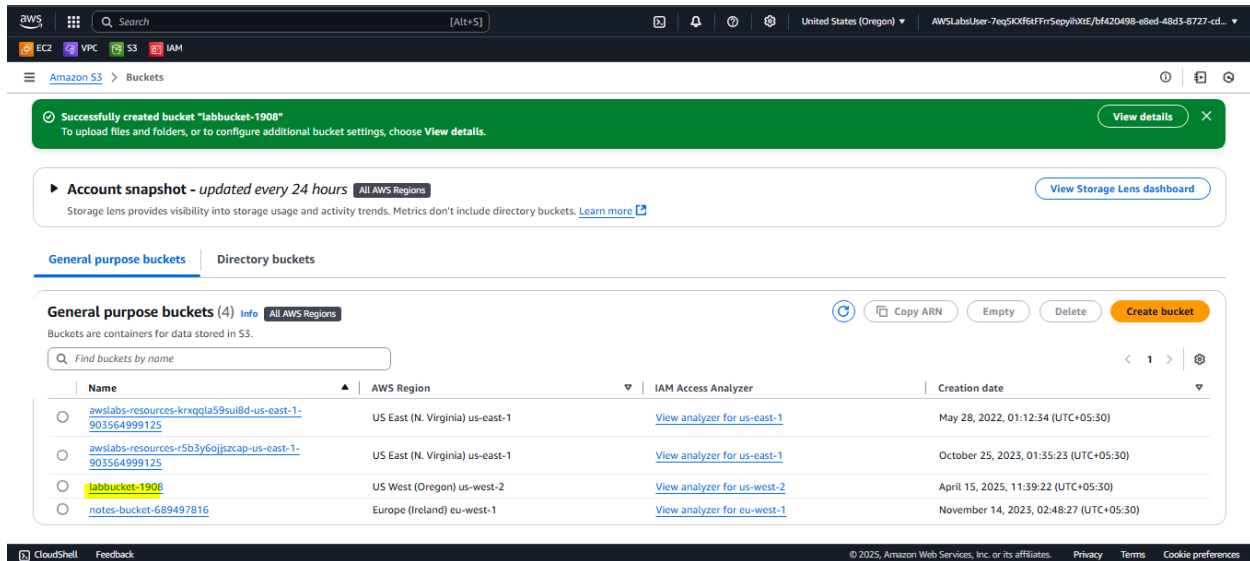 aws
Search [Alt+S] United States (Oregon) ▼ AWSLabsUser-7eq5KXf6tFFrrSepyihXtE/bf420498-e8ed-48d3-8727-cd... ▼
EC2 VPC S3 IAM
Amazon S3 > Buckets
Successfully created bucket "labbucket-1908"
To upload files and folders, or to configure additional bucket settings, choose View details.
View details
Account snapshot - updated every 24 hours All AWS Regions
View Storage Lens dashboard
Storage lens provides visibility into storage usage and activity trends. Metrics don't include directory buckets. Learn more
General purpose buckets Directory buckets
General purpose buckets (4) Info All AWS Regions
Copy ARN Empty Delete Create bucket
Buckets are containers for data stored in S3.
Find buckets by name
< 1 >
Name AWS Region IAM Access Analyzer Creation date
awslabs-resources-krxqqla59sui8d-us-east-1-
903564999125
US East (N. Virginia) us-east-1 View analyzer for us-east-1 May 28, 2022, 01:12:34 (UTC+05:30)
awslabs-resources-r5b3y6ojjszcap-us-east-1-
903564999125
US East (N. Virginia) us-east-1 View analyzer for us-east-1 October 25, 2023, 01:35:23 (UTC+05:30)
labbucket-1908 US West (Oregon) us-west-2 View analyzer for us-west-2 April 15, 2025, 11:39:22 (UTC+05:30)
notes-bucket-689497816 Europe (Ireland) eu-west-1 View analyzer for eu-west-1 November 14, 2023, 02:48:27 (UTC+05:30)
CloudShell Feedback © 2025, Amazon Web Services, Inc. or its affiliates. Privacy Terms Cookie preferences